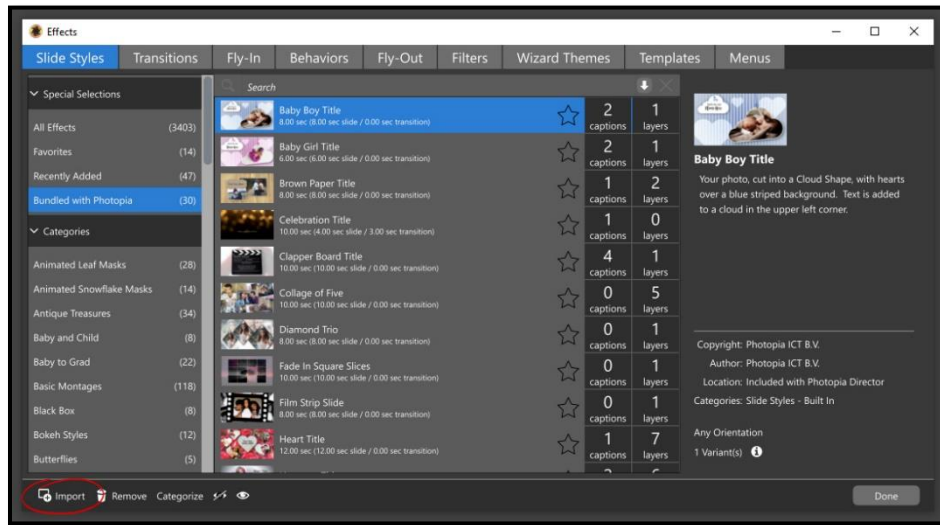 Effects
Slide Styles Transitions Fly-In Behaviors Fly-Out Filters Wizard Themes Templates Menus
Special Selections
All Effects (3403)
Favorites (14)
Recently Added (47)
Bundled with Photopia (30)
Categories
Animated Leaf Masks (28)
Animated Snowflake Masks (14)
Antique Treasures (34)
Baby and Child (8)
Baby to Grad (22)
Basic Montages (118)
Black Box (8)
Bokeh Styles (12)
Butterflies (5)
Search
Baby Boy Title 2 1
8.00 sec (8.00 sec slide / 0.00 sec transition) captions layers
Baby Girl Title 2 1
6.00 sec (6.00 sec slide / 0.00 sec transition) captions layers
Brown Paper Title 1 2
8.00 sec (8.00 sec slide / 0.00 sec transition) captions layers
Celebration Title 1 0
10.00 sec (4.00 sec slide / 3.00 sec transition) captions layers
Clapper Board Title 4 1
10.00 sec (10.00 sec slide / 0.00 sec transition) captions layers
Collage of Five 0 5
10.00 sec (10.00 sec slide / 0.00 sec transition) captions layers
Diamond Trio 0 1
8.00 sec (8.00 sec slide / 0.00 sec transition) captions layers
Fade In Square Slices 0 1
10.00 sec (10.00 sec slide / 0.00 sec transition) captions layers
Film Strip Slide 0 1
8.00 sec (8.00 sec slide / 0.00 sec transition) captions layers
Heart Title 1 7
12.00 sec (12.00 sec slide / 0.00 sec transition) captions layers
Baby Boy Title
Your photo, cut into a Cloud Shape, with hearts
over a blue striped background. Text is added
to a cloud in the upper left corner.
Copyright: Photopia ICT B.V.
Author: Photopia ICT B.V.
Location: Included with Photopia Director
Categories: Slide Styles - Built In
Any Orientation
1 Variant(s)
Import Remove Categorize Done